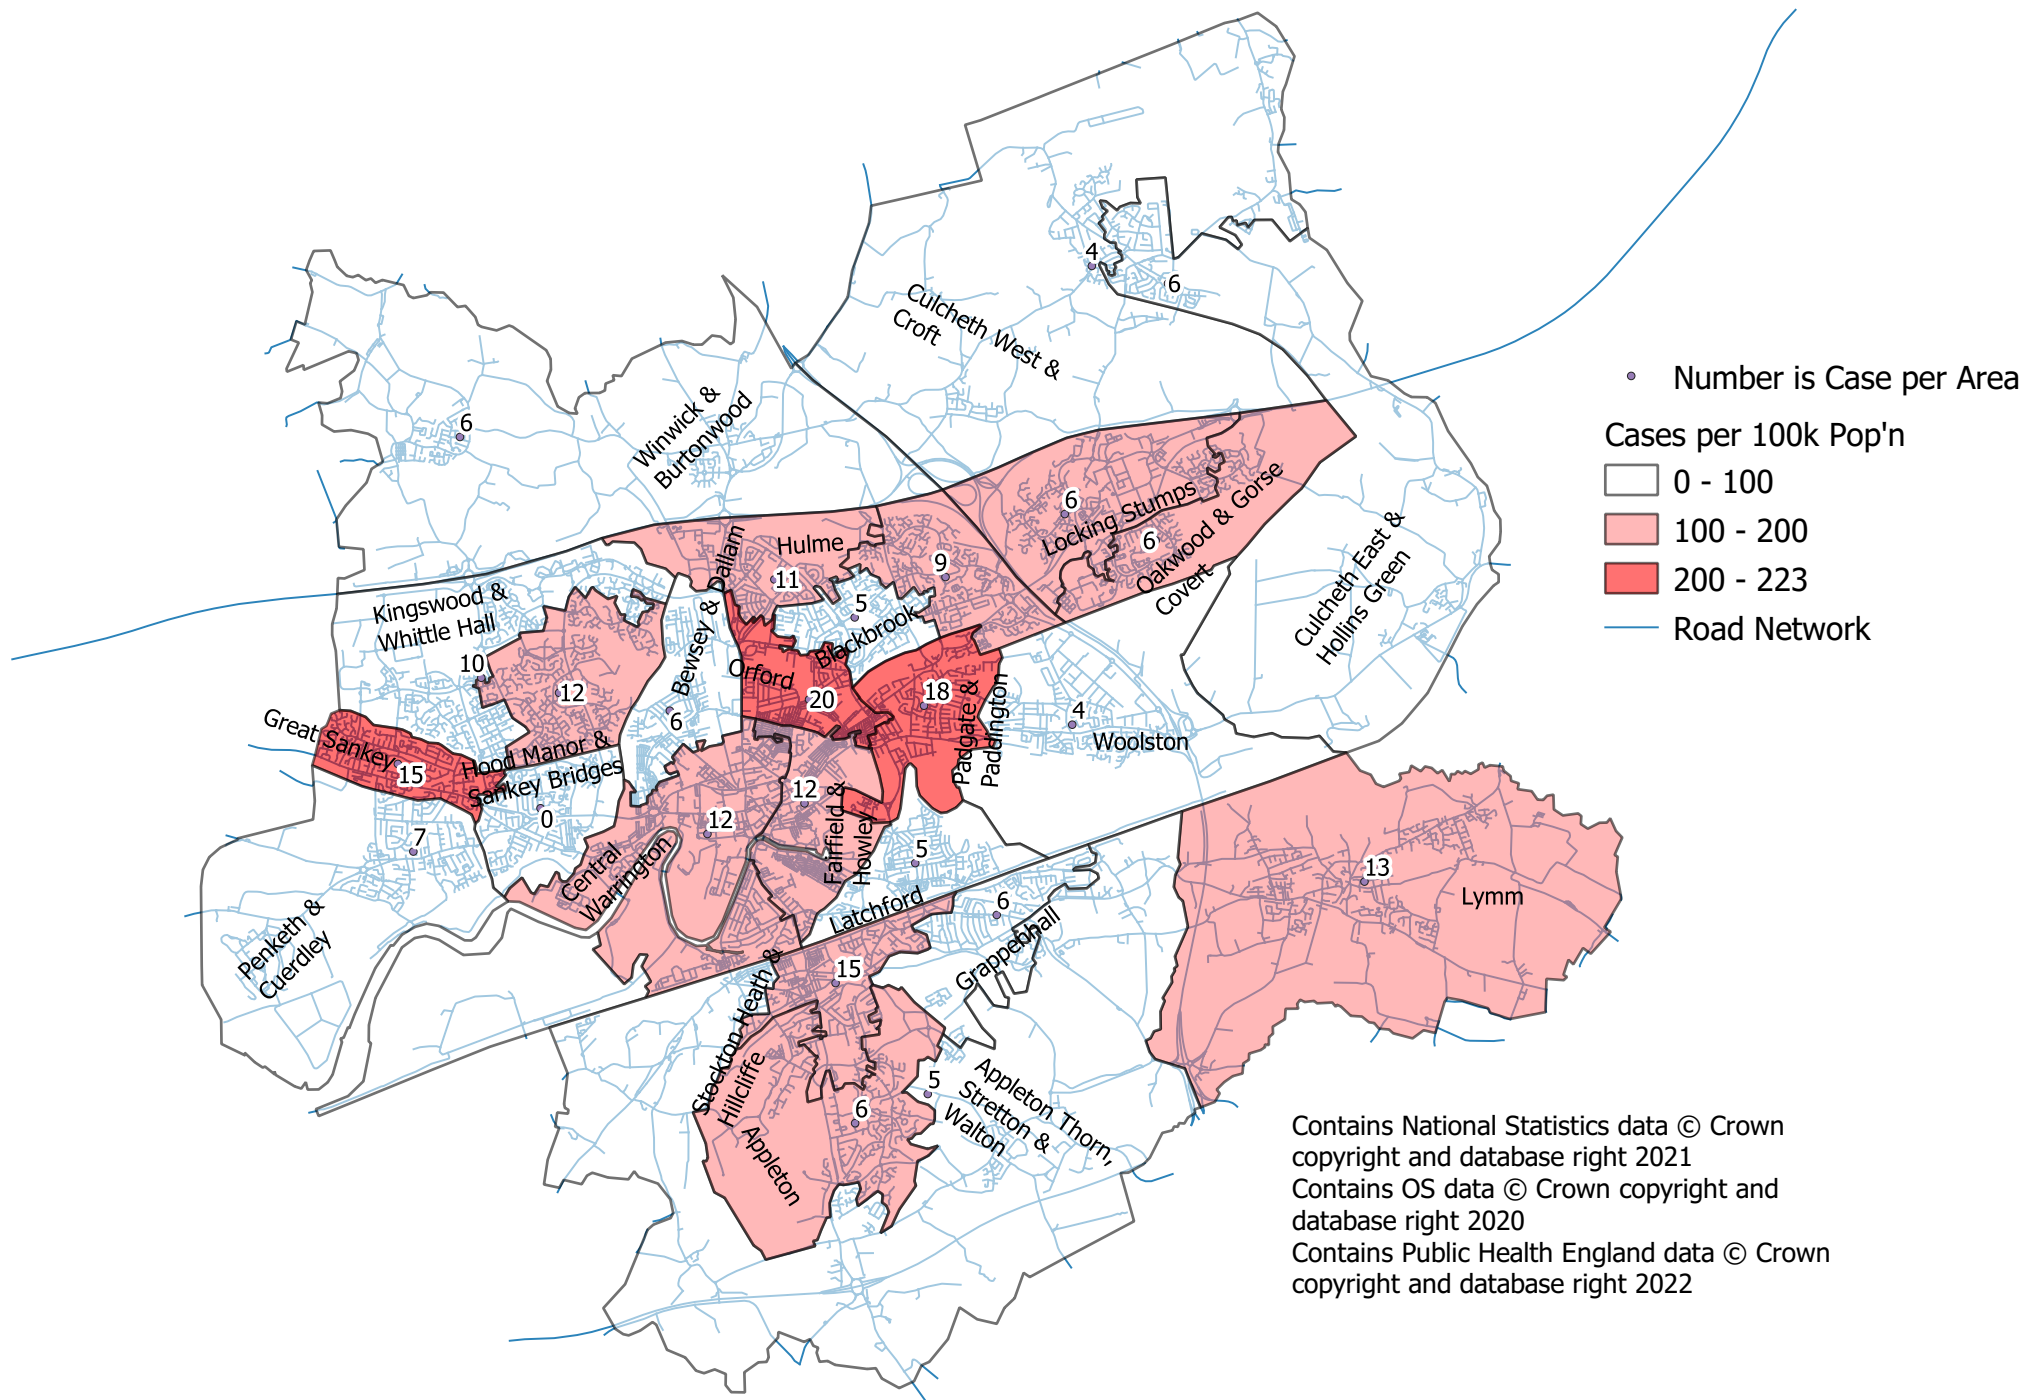 4
6
Culcheth West &
Croft
Number is Case per Area
Cases per 100k Pop'n
0 - 100
100 - 200
200 - 223
Road Network
6
Winwick &
Burtonwood
6
Locking Stumps
6
Oakwood & Gorse
Covert
Culcheth East &
Hollins Green
Hulme
11
9
5
Blackbrook
Kingswood &
Whittle Hall
10
12
Bewsey & Dallam
6
Orford
20
18
Padgate &
Paddington
4
Woolston
Great Sankey
15
Hood Manor &
Sankey Bridges
0
7
12
12
Fairfield &
Howley
Central
Warrington
5
Latchford
6
Grappenhall
13
Lymm
Penketh &
Cuerdley
15
Stockton Heath &
Hillcliffe
6
Appleton
5
Appleton Thorn,
Stretton &
Walton
Contains National Statistics data © Crown
copyright and database right 2021
Contains OS data © Crown copyright and
database right 2020
Contains Public Health England data © Crown
copyright and database right 2022